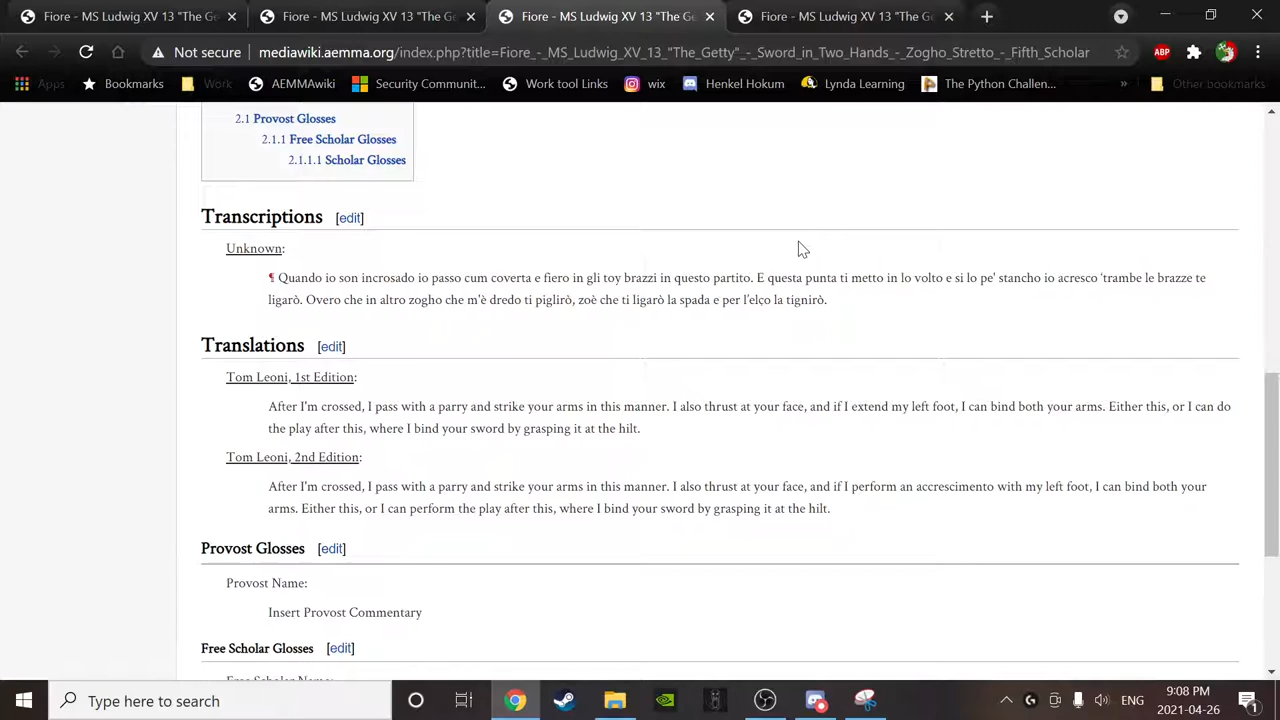 Fiore - MS Ludwig XV 13 "The Ge
Fiore - MS Ludwig XV 13 "The G
Fiore - MS Ludwig XV 13 "The Ge
Fiore - MS Ludwig XV 13 "The Ge
Not secure | mediawiki.aemma.org/index.php?title=Fiore_-_MS_Ludwig_XV_13_"The_Getty"_-_Sword_in_Two_Hands_-_Zogho_Stretto_-_Fifth_Scholar
ABP
Apps Bookmarks Work AEMMAwiki Security Communit... Work tool Links wix Henkel Hokum Lynda Learning The Python Challen... » Other bookmarks
2.1 Provost Glosses
2.1.1 Free Scholar Glosses
2.1.1.1 Scholar Glosses
Transcriptions [edit]
Unknown:
¶ Quando io son incrosado io passo cum coverta e fiero in gli toy brazzi in questo partito. E questa punta ti metto in lo volto e si lo pe' stancho io acresco 'trambe le brazze te
ligarò. Overo che in altro zogho che m'è dredo ti piglirò, zoè che ti ligarò la spada e per l'elço la tignirò.
Translations [edit]
Tom Leoni, 1st Edition:
After I'm crossed, I pass with a parry and strike your arms in this manner. I also thrust at your face, and if I extend my left foot, I can bind both your arms. Either this, or I can do
the play after this, where I bind your sword by grasping it at the hilt.
Tom Leoni, 2nd Edition:
After I'm crossed, I pass with a parry and strike your arms in this manner. I also thrust at your face, and if I perform an accrescimento with my left foot, I can bind both your
arms. Either this, or I can perform the play after this, where I bind your sword by grasping it at the hilt.
Provost Glosses [edit]
Provost Name:
Insert Provost Commentary
Free Scholar Glosses [edit]
Free Scholar Name:
Type here to search
ENG
9:08 PM
2021-04-26
1